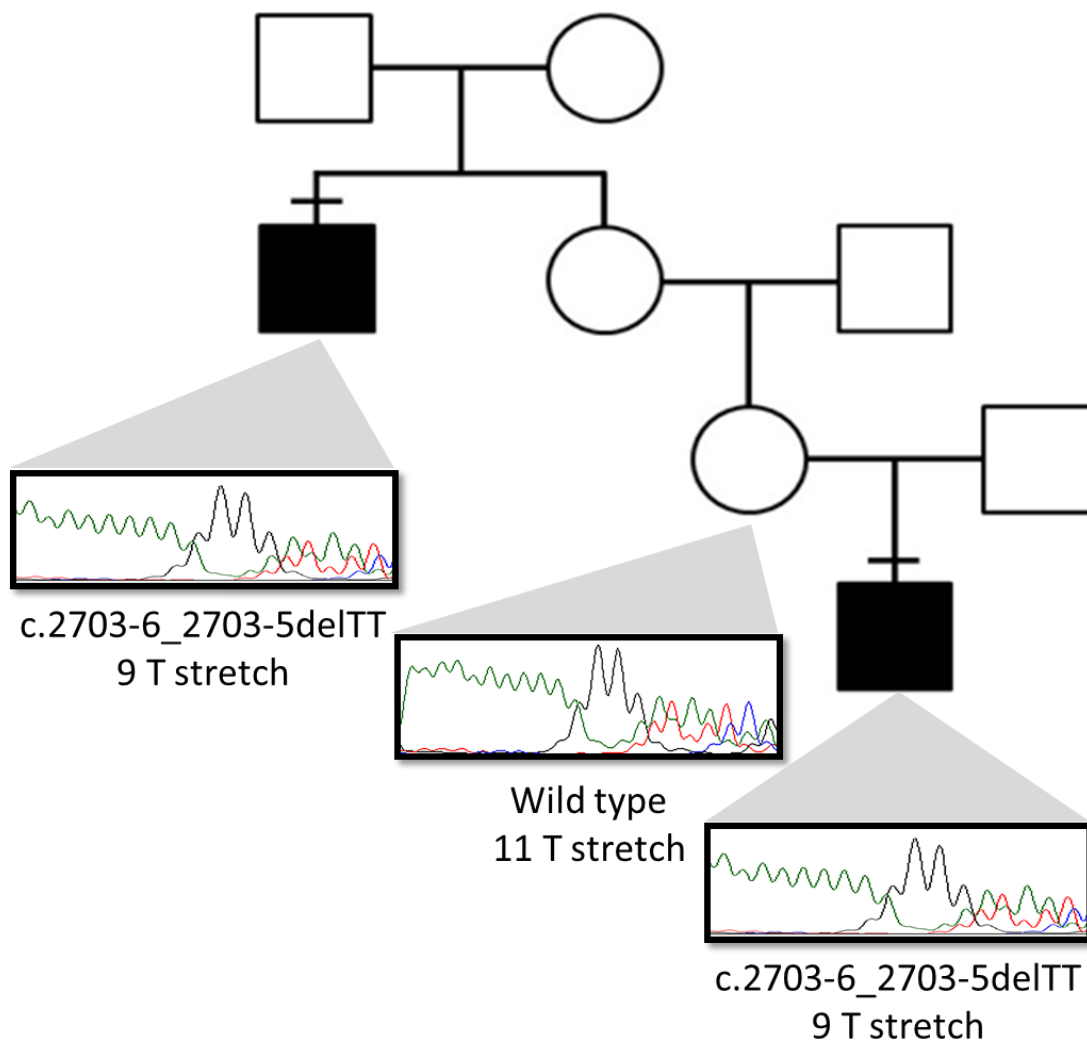 c.2703-6_2703-5delTT
9 T stretch
Wild type
11 T stretch
c.2703-6_2703-5delTT
9 T stretch